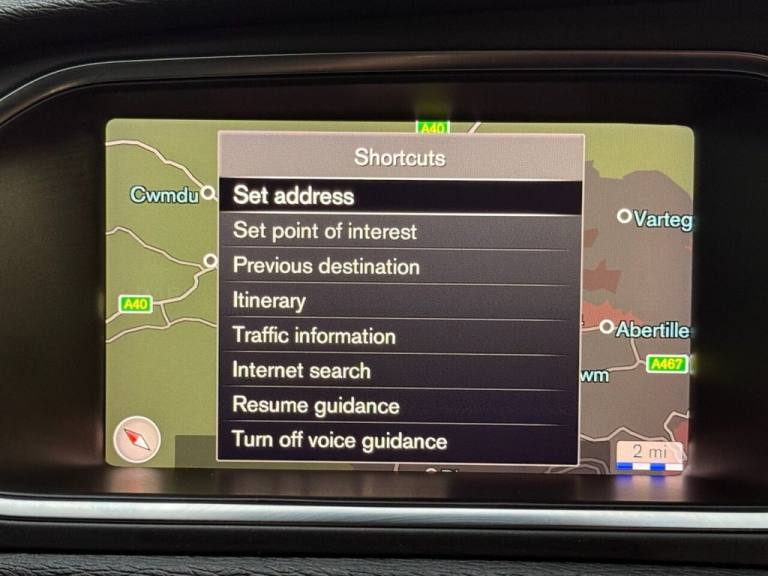 A40
Shortcuts
Cwmdu
Set address
Varteg
Set point of interest
Previous destination
A40
Itinerary
Traffic information
Abertille
Internet search
wm
A467
Resume guidance
Turn off voice guidance
2 mi